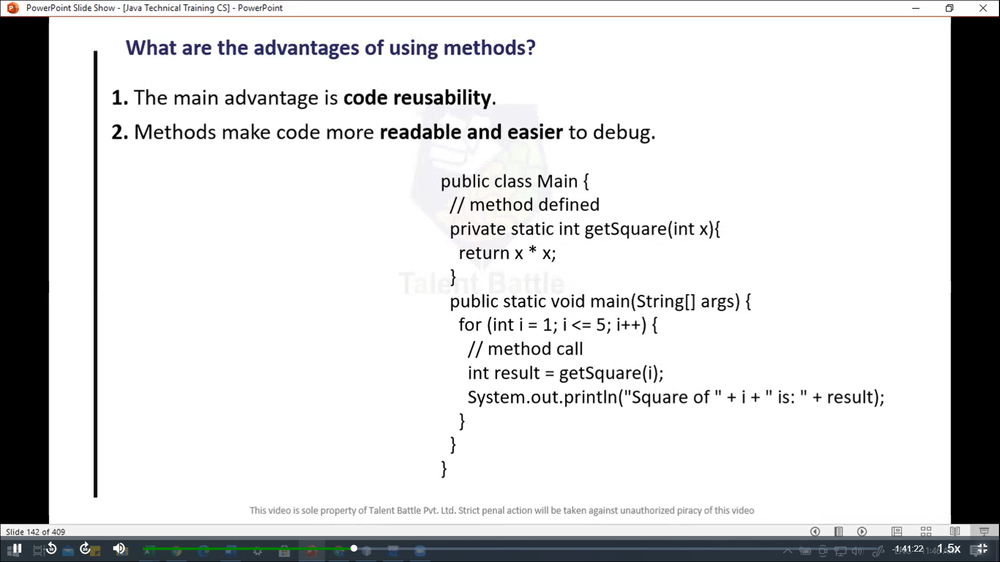 PowerPoint Slide Show - [Java Technical Training CS] - PowerPoint
What are the advantages of using methods?
1. The main advantage is code reusability.
2. Methods make code more readable and easier to debug.
public class Main {
// method defined
private static int getSquare(int x){
return x * x;
}
Talent Battle
public static void main(String[] args) {
for (int i = 1; i <= 5; i++) {
// method call
int result = getSquare(i);
System.out.println("Square of " + i + " is: " + result);
}
}
}
This video is sole property of Talent Battle Pvt. Ltd. Strict penal action will be taken against unauthorized piracy of this video
Slide 142 of 409
10
30
-1:41:22
1.5x